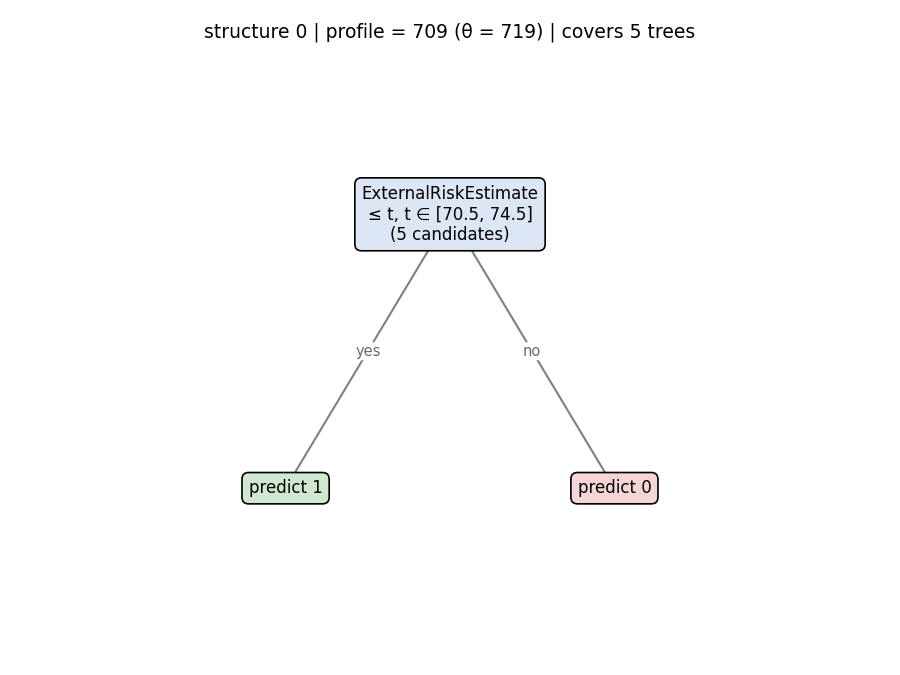 structure 0 | profile = 709 (θ = 719) | covers 5 trees
ExternalRiskEstimate
≤ t, t ∈ [70.5, 74.5]
(5 candidates)
yes
no
predict 1
predict 0